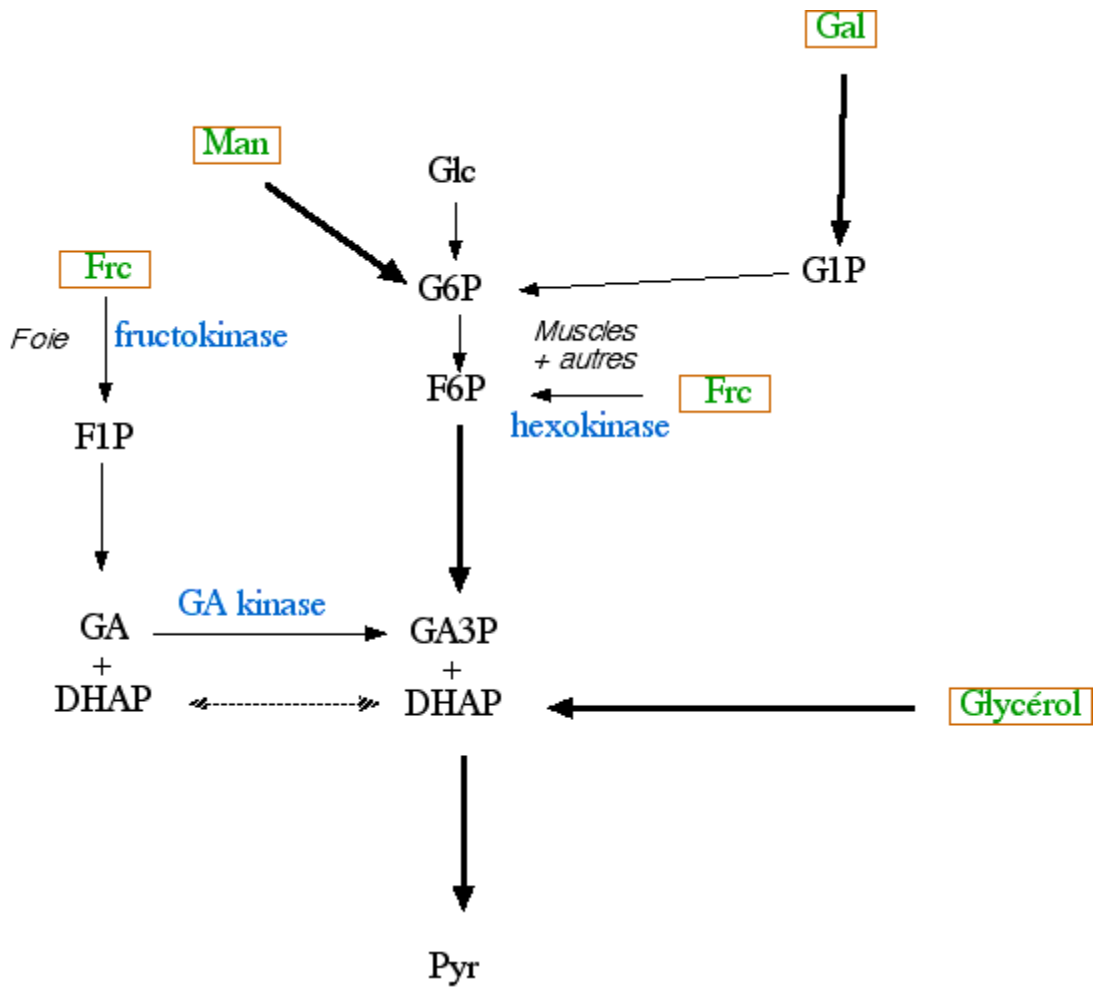 Gal
Man
Glc
Frc
G6P
G1P
Foie
fructokinase
Muscles
+ autres
F6P
Frc
hexokinase
F1P
GA kinase
GA
GA3P
+
+
DHAP
DHAP
Glycérol
Pyr